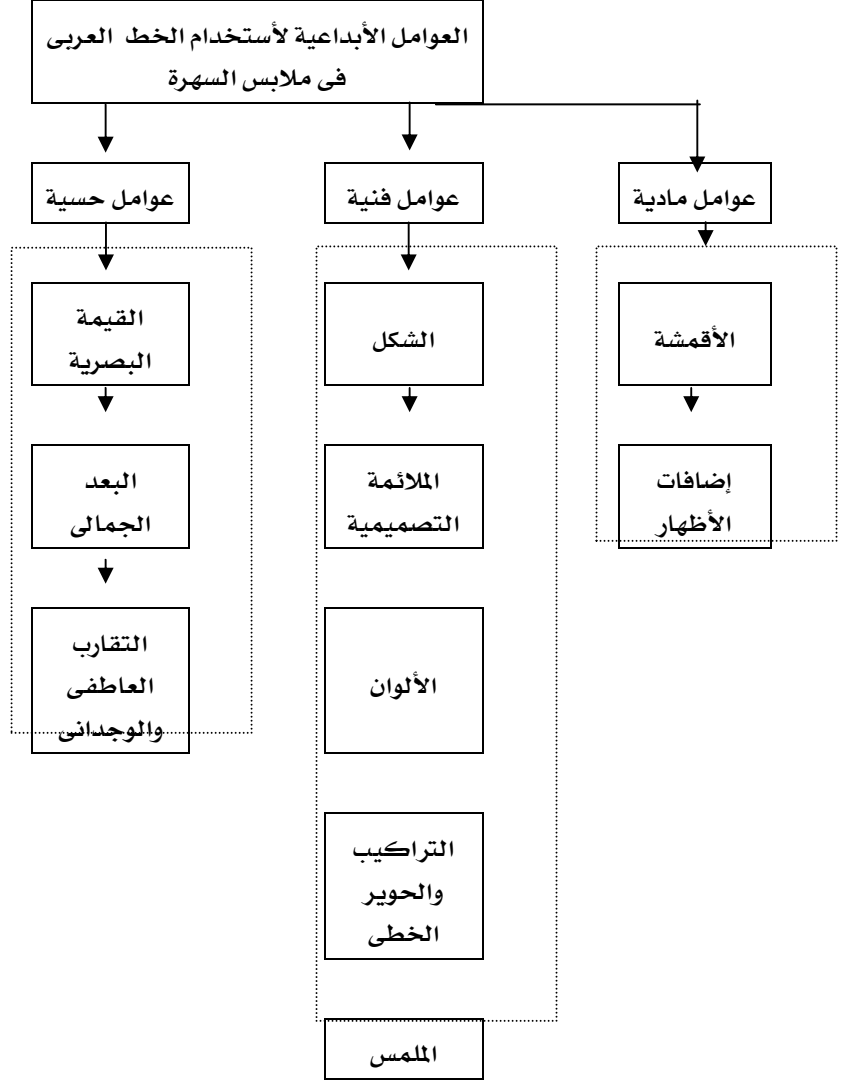 العوامل الأبداعية لأستخدام الخط العربى
فى ملابس السهرة
عوامل مادية
عوامل فنية
عوامل حسية
الأقمشة
إضافات
الأظهار
الشكل
الملائمة
التصميمية
الألوان
التراكيب
والحوير
الخطى
الملمس
القيمة
البصرية
البعد
الجمالى
التقارب
العاطفى
والوجدانى